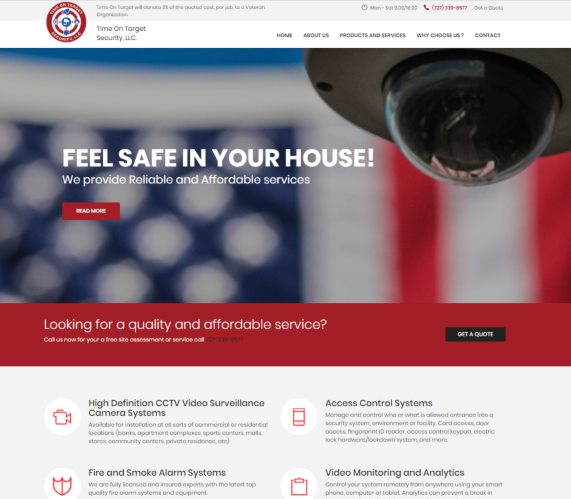 Time On Target will donate 3% of the quoted cost, per job, to a Veteran
Organization
Mon - Sat 9.00/18.00
(727) 339-8577
Get a Quote
TIME ON TARGET
SECURITY, LLC
Time On Target
Security, LLC.
HOME ABOUT US PRODUCTS AND SERVICES WHY CHOOSE US ? CONTACT
FEEL SAFE IN YOUR HOUSE!
We provide Reliable and Affordable services
READ MORE
Looking for a quality and affordable service?
Call us now for your a free site assessment or service call 727-339-8577
GET A QUOTE
High Definition CCTV Video Surveillance
Camera Systems
Available for installation at all sorts of commercial or residential
locations (banks, apartment complexes, sports centers, malls,
stores, community centers, private residence, etc)
Access Control Systems
Manage and control who or what is allowed entrance into a
security system, environment or facility. Card access, door
access, fingerprint ID reader, access control keypad, electric
lock hardware/lockdown system, and more.
Fire and Smoke Alarm Systems
We are fully licensed and insured experts with the latest top
quality fire alarm systems and equipment.
Video Monitoring and Analytics
Control your system remotely from anywhere using your smart
phone, computer or tablet. Analytics can prevent a break in